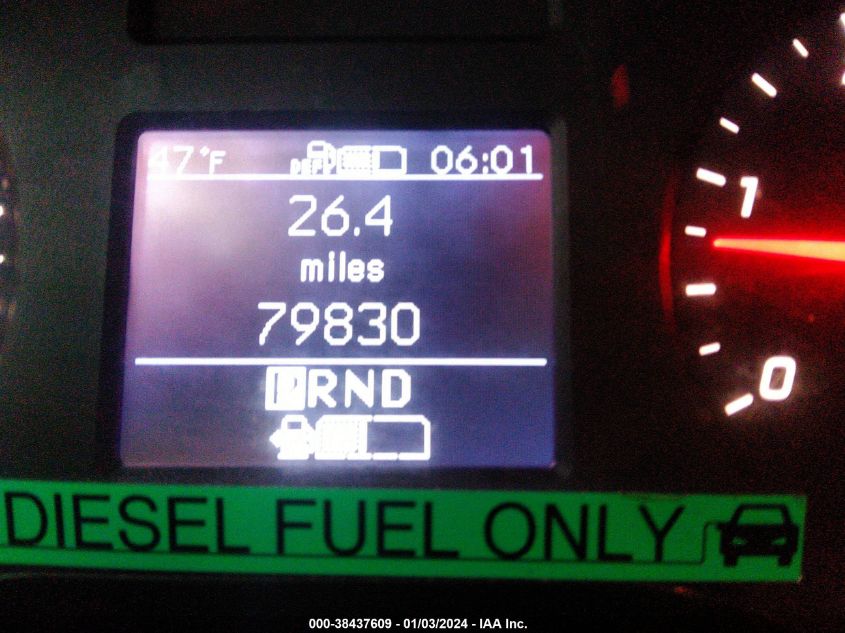 47°F DEF 06:01
26.4
miles
79830
PRND
1
0
DIESEL FUEL ONLY
000-38437609 - 01/03/2024 - IAA Inc.